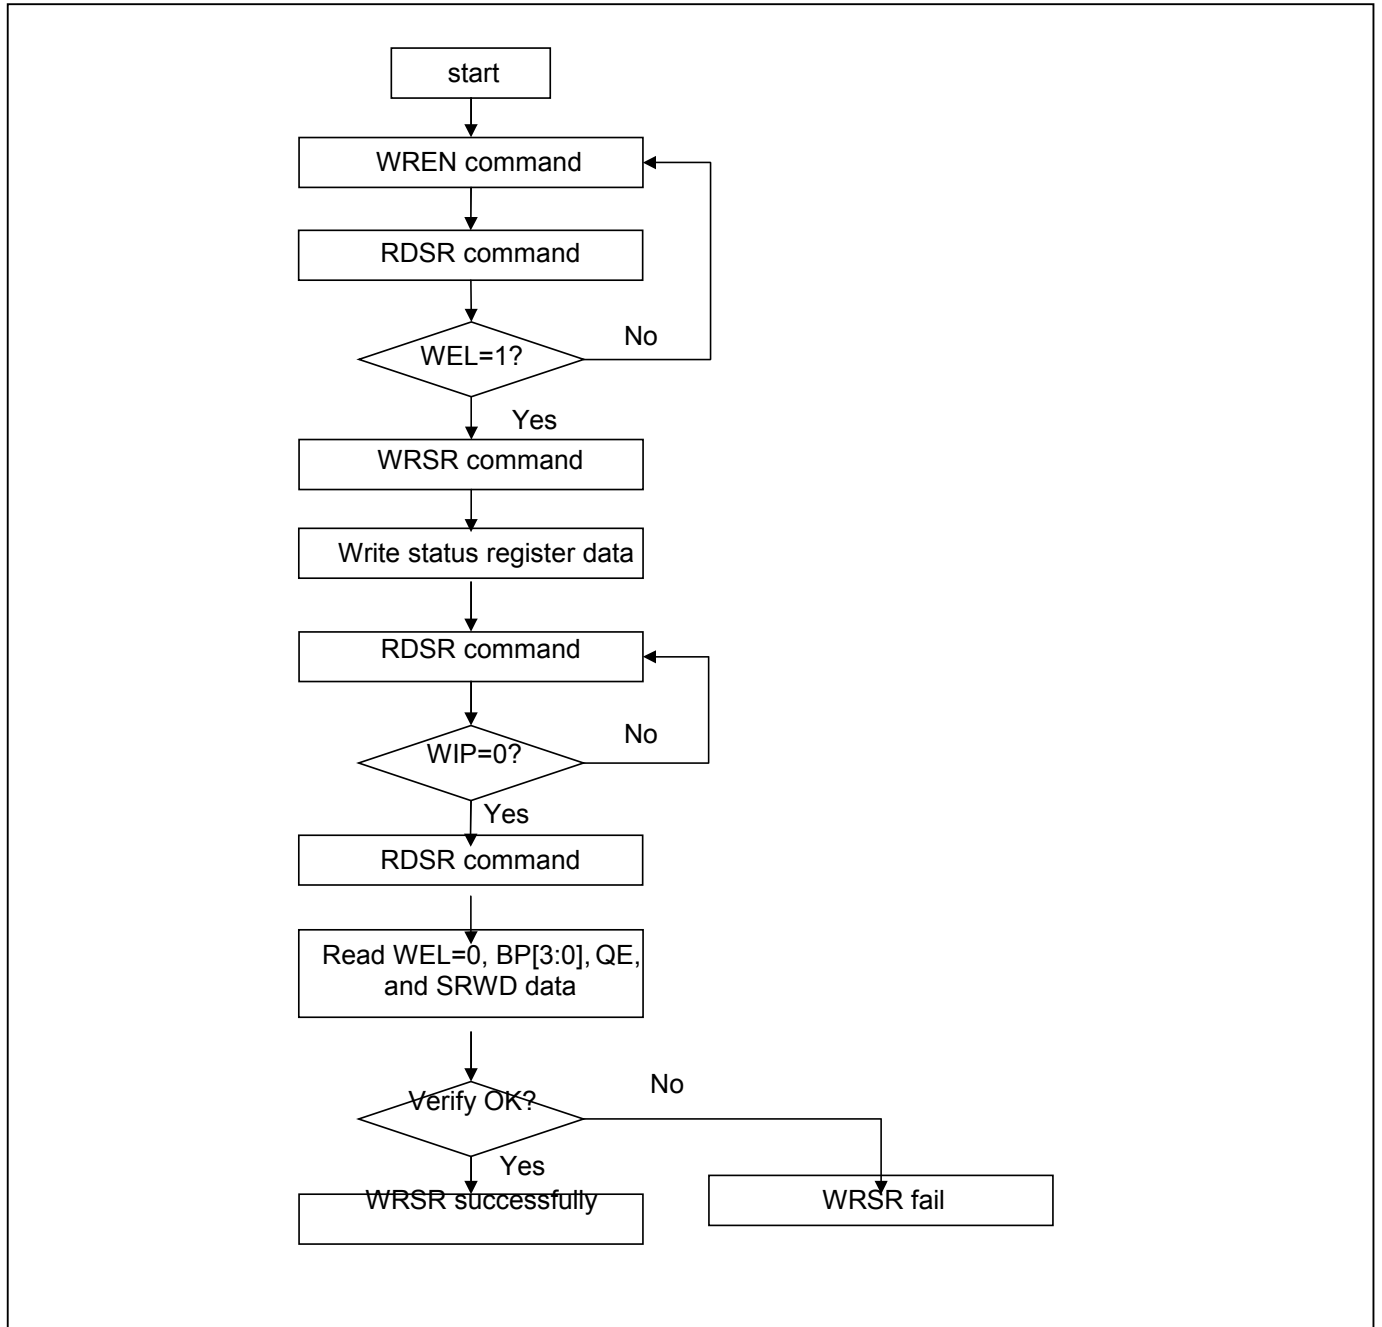 start
WREN command
RDSR command
WEL=1?
No
Yes
WRSR command
Write status register data
RDSR command
WIP=0?
No
Yes
RDSR command
Read WEL=0, BP[3:0], QE,
and SRWD data
Verify OK?
No
Yes
WRSR successfully
WRSR fail